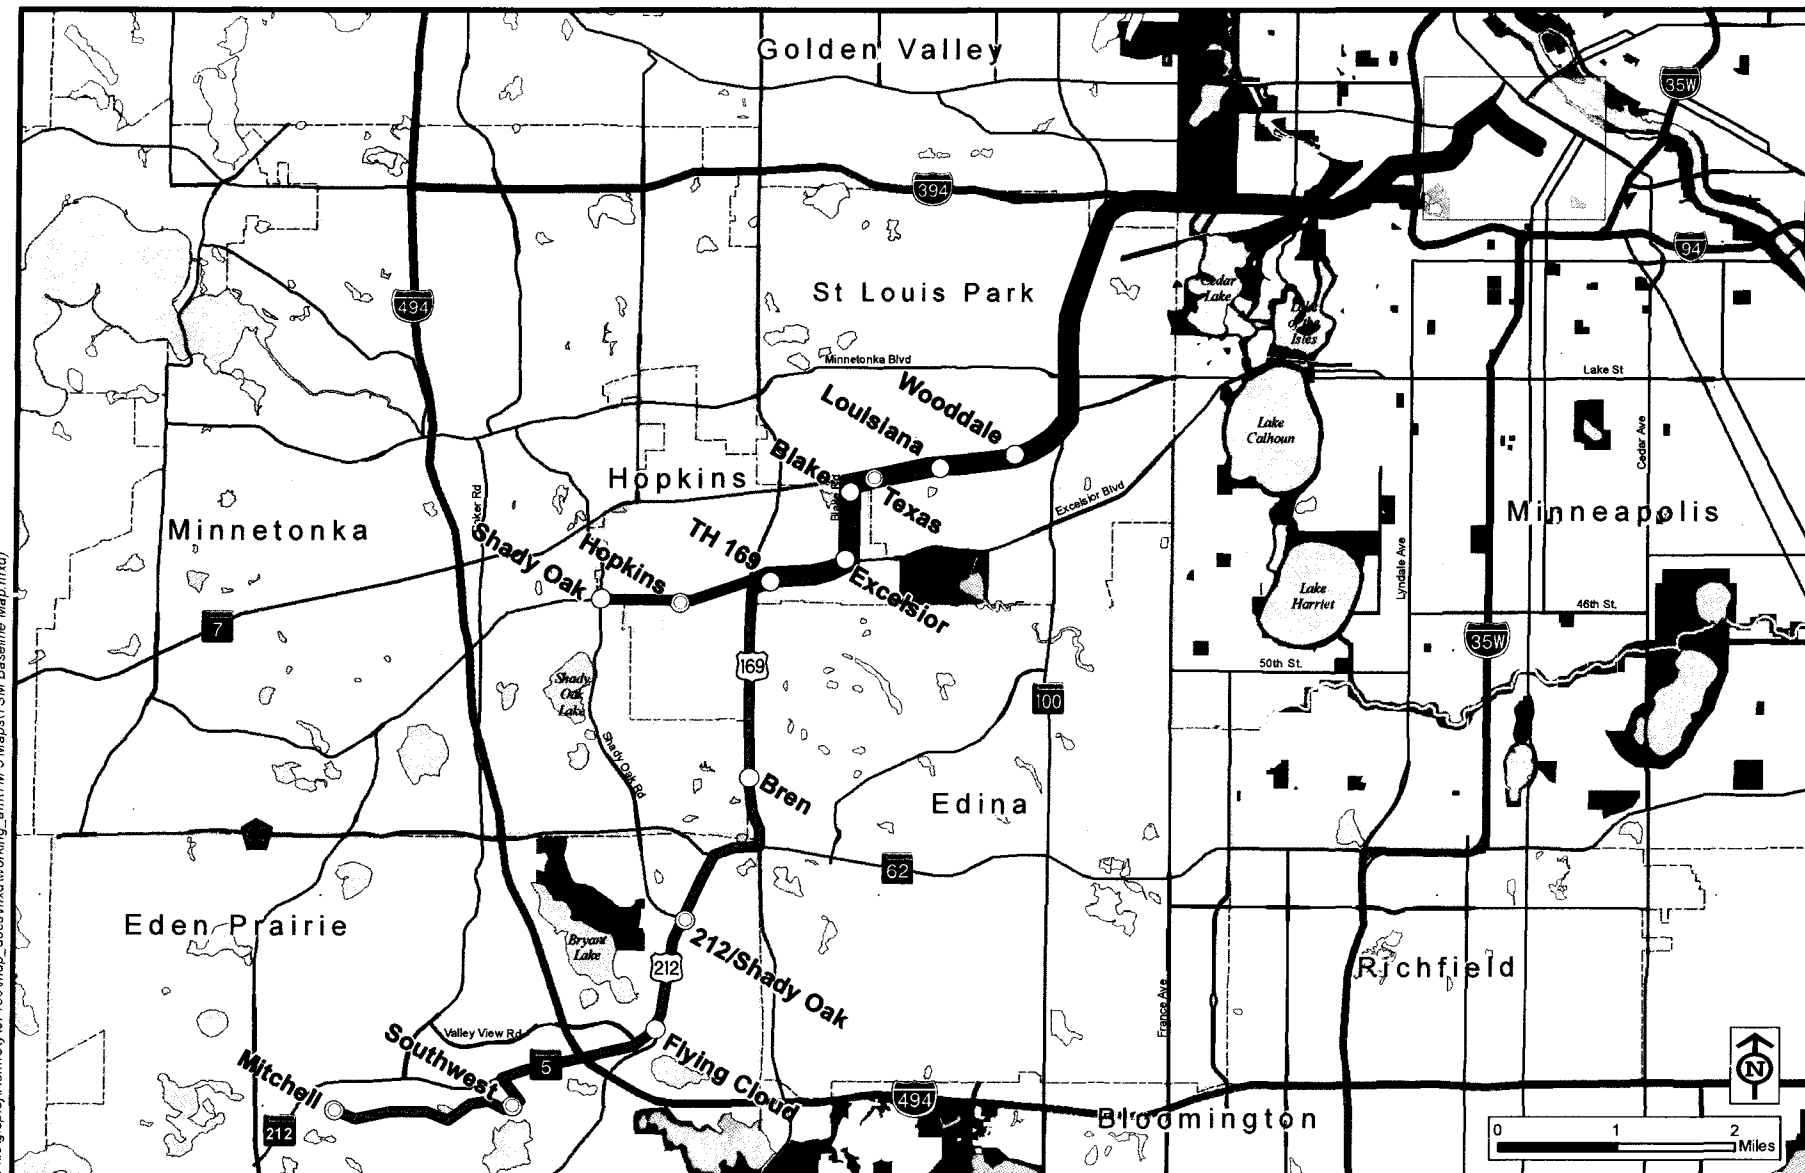 Golden Valley
35W
394
94
494
Cedar
Lake
Lake
of the
Isles
St Louis Park
Minnetonka Blvd
Lake St
Wooddale
Louisiana
Lake
Calhoun
Cedar Ave
Blake
Hopkins
Blake Rd
Texas
Excelsior Blvd
Minneapolis
Minnetonka
TH 169
Shady Oak
Hopkins
Excelsior
Lyndale Ave
Lake
Harriet
46th St.
7
35W
169
50th St.
Shady
Oak
Lake
100
Shady Oak Rd
Bren
Edina
62
Eden Prairie
Bryant
Lake
212
212/Shady Oak
Richfield
France Ave
Valley View Rd
Southwest
5
Flying Cloud
Mitchell
494
212
Bloomington
N
0 1 2
Miles